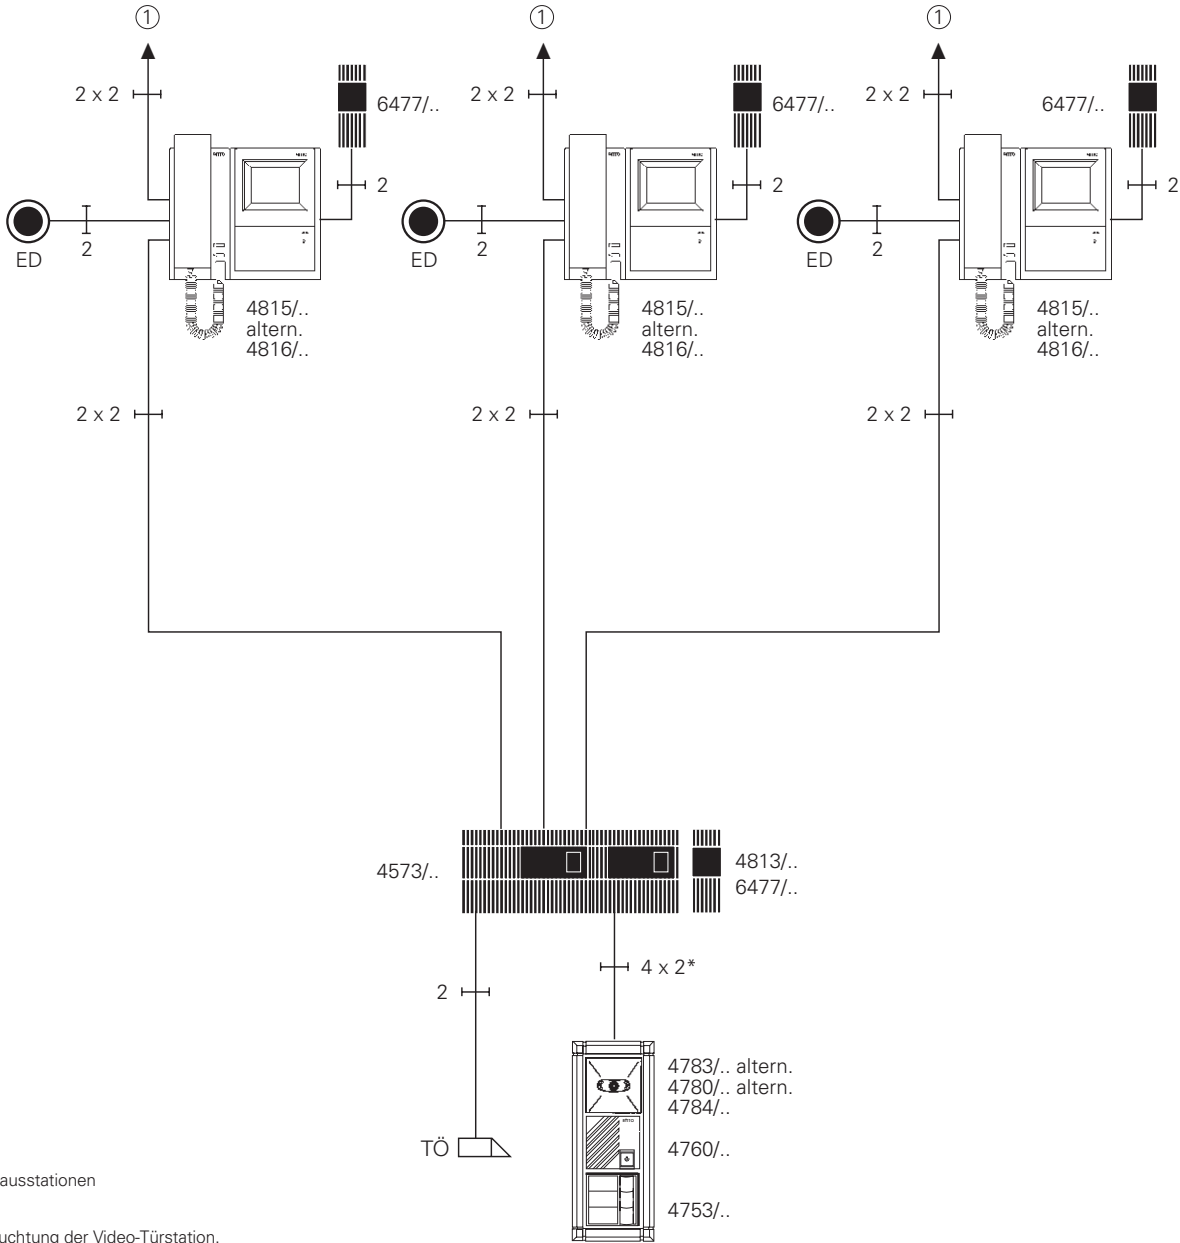 1 1 1
2 x 2 6477/.. 2 x 2 6477/.. 2 x 2 6477/..
2 2 2
ED 2 ED 2 ED 2
4815/.. 4815/.. 4815/..
altern. altern. altern.
4816/.. 4816/.. 4816/..
2 x 2 2 x 2 2 x 2
4573/.. 4813/..
6477/..
4 x 2*
2
4783/.. altern.
4780/.. altern.
4784/..
TÖ 4760/..
ausstationen
4753/..
uchtung der Video-Türstation.